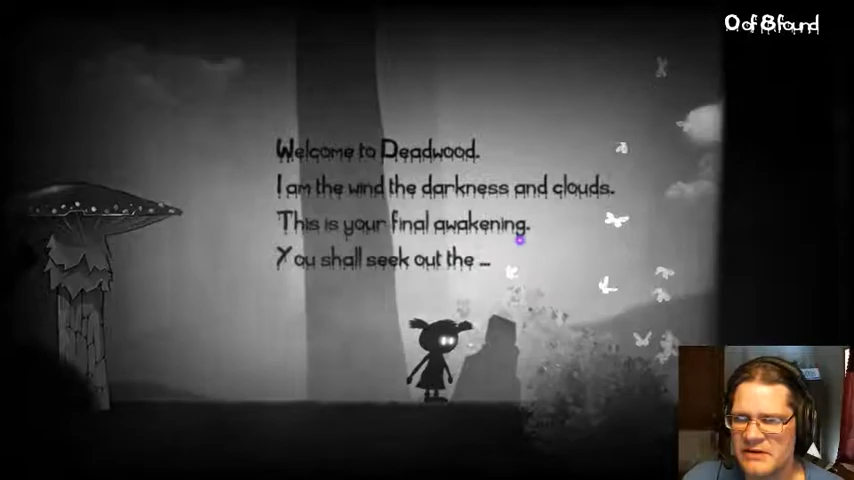 0 of 8 found
Welcome to Deadwood.
I am the wind the darkness and clouds.
This is your final awakening.
You shall seek out the ...